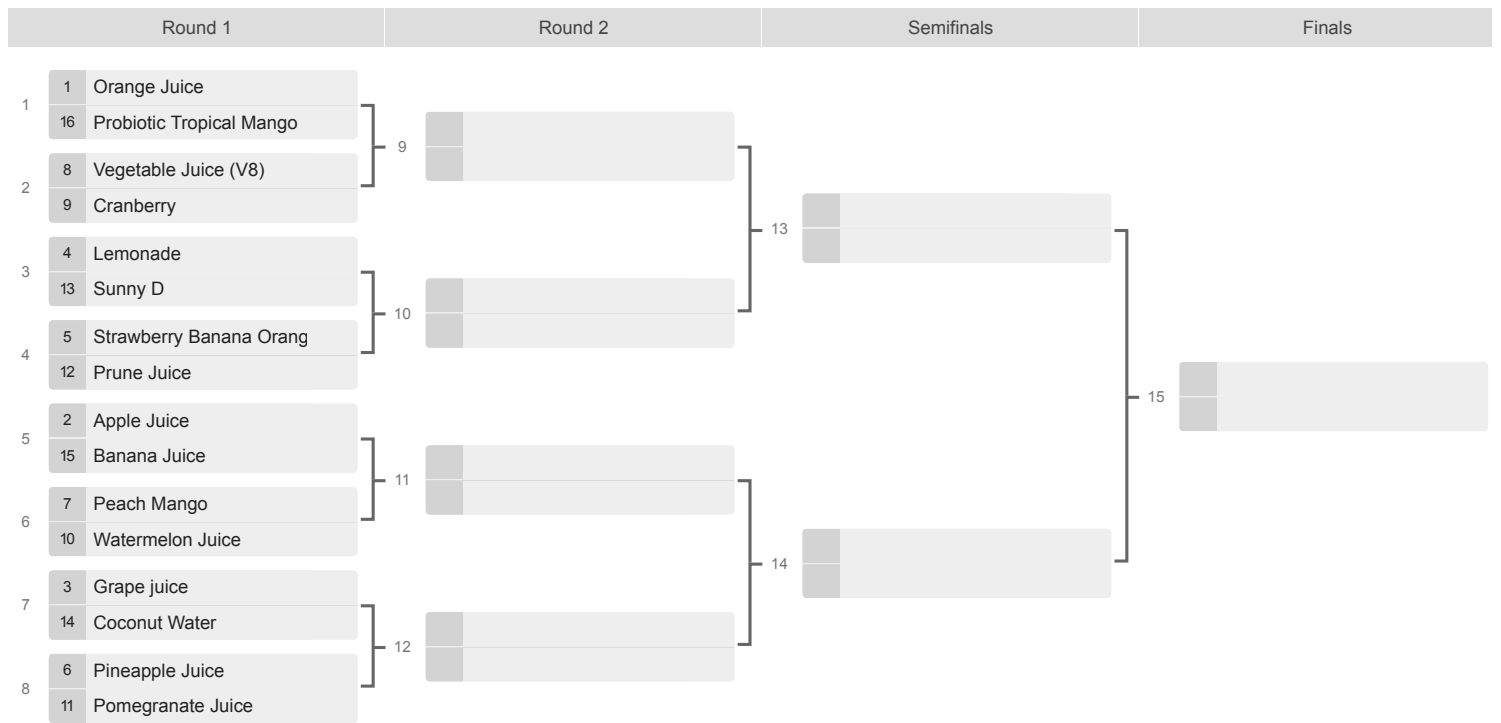 Round 1 Round 2 Semifinals Finals
1
1 Orange Juice
16 Probiotic Tropical Mango
2
8 Vegetable Juice (V8)
9 Cranberry
3
4 Lemonade
13 Sunny D
4
5 Strawberry Banana Orang
12 Prune Juice
5
2 Apple Juice
15 Banana Juice
6
7 Peach Mango
10 Watermelon Juice
7
3 Grape juice
14 Coconut Water
8
6 Pineapple Juice
11 Pomegranate Juice
9
10
11
12
13
14
15